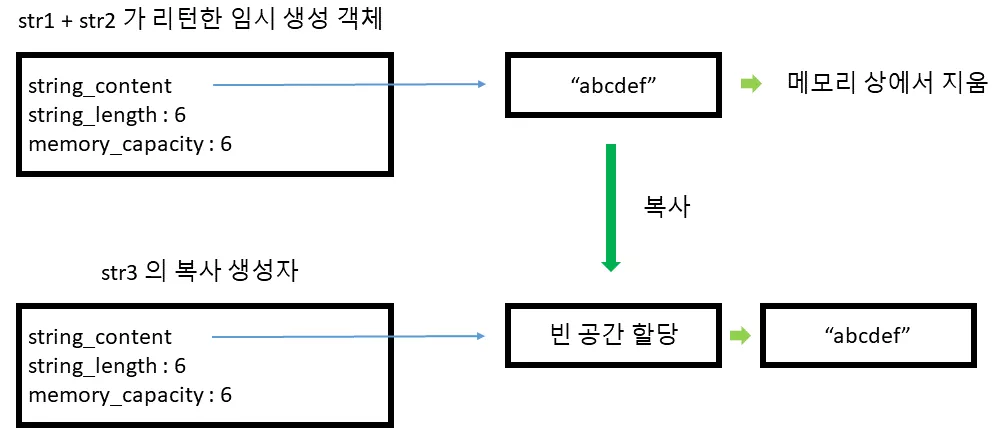 str1 + str2 가 리턴한 임시 생성 객체
string_content
string_length : 6
memory_capacity : 6
“abcdef”
메모리 상에서 지움
복사
str3 의 복사 생성자
string_content
string_length : 6
memory_capacity : 6
빈 공간 할당
“abcdef”